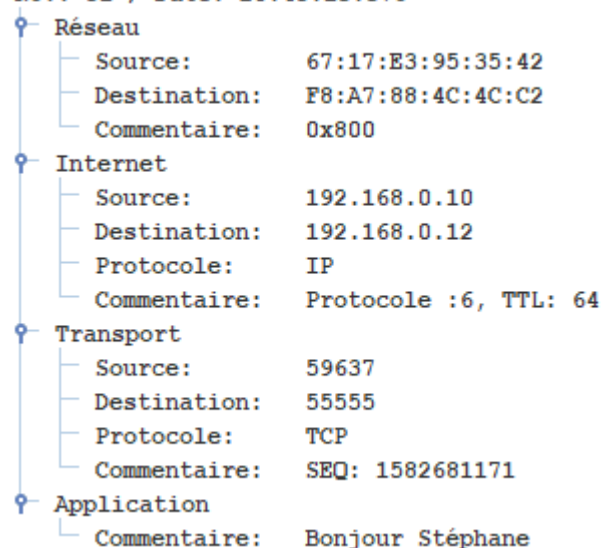 Réseau
Source: 67:17:E3:95:35:42
Destination: F8:A7:88:4C:4C:C2
Commentaire: 0x800
Internet
Source: 192.168.0.10
Destination: 192.168.0.12
Protocole: IP
Commentaire: Protocole :6, TTL: 64
Transport
Source: 59637
Destination: 55555
Protocole: TCP
Commentaire: SEQ: 1582681171
Application
Commentaire: Bonjour Stéphane